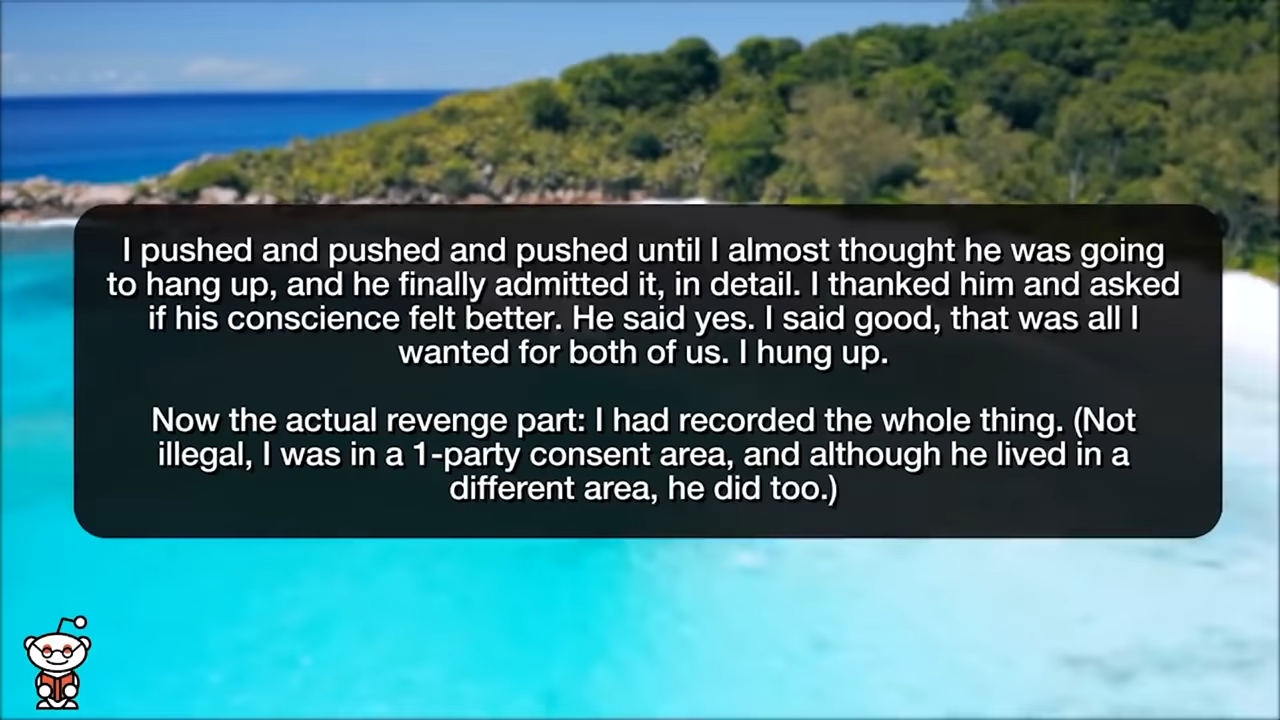 I pushed and pushed and pushed until I almost thought he was going
to hang up, and he finally admitted it, in detail. I thanked him and asked
if his conscience felt better. He said yes. I said good, that was all I
wanted for both of us. I hung up.
Now the actual revenge part: I had recorded the whole thing. (Not
illegal, I was in a 1-party consent area, and although he lived in a
different area, he did too.)